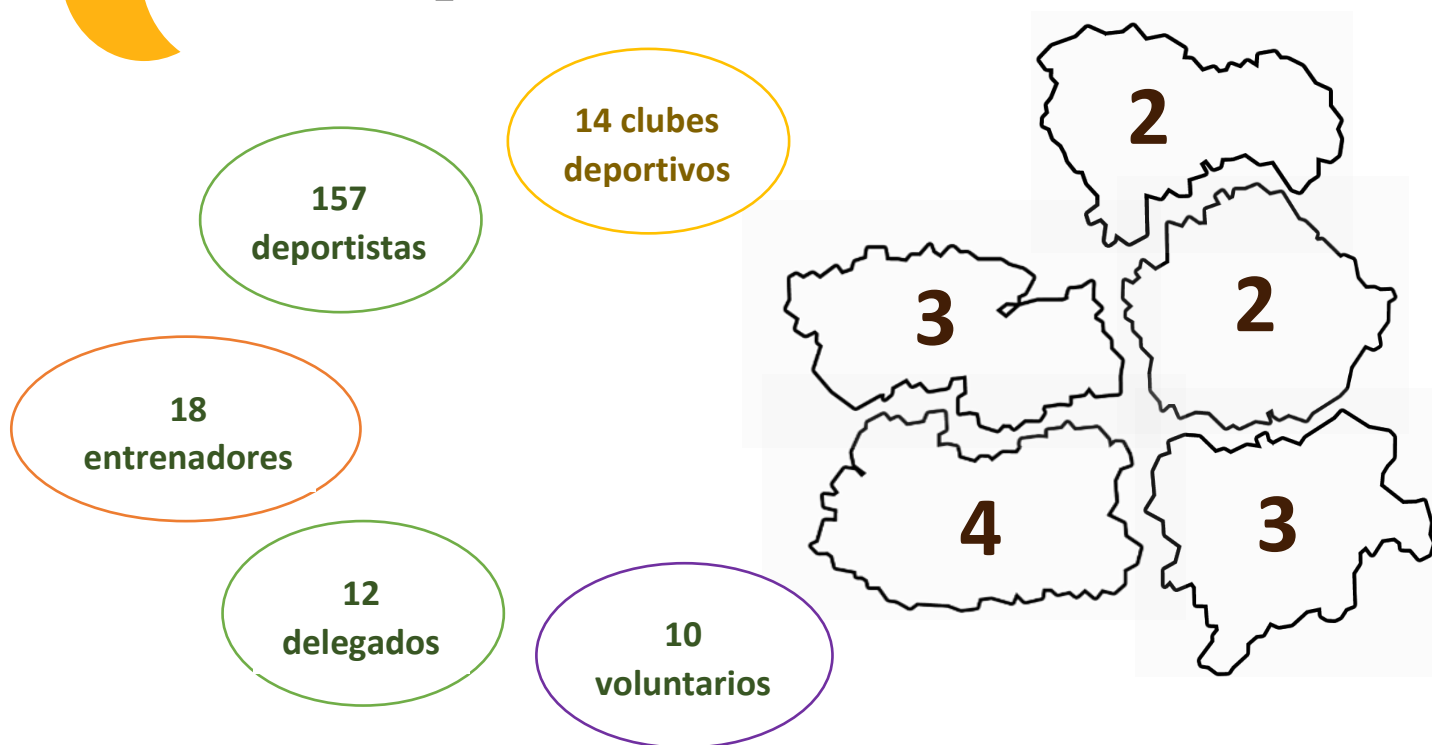 14 clubes
deportivos
157
deportistas
18
entrenadores
12
delegados
10
voluntarios
2
3
2
4
3